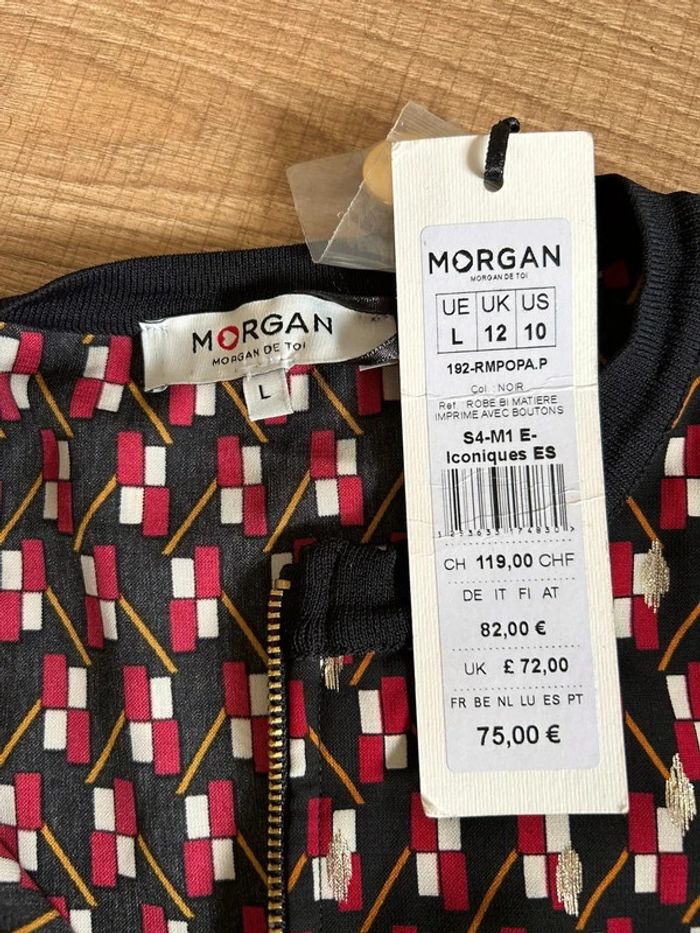 MORGAN
MORGAN DE TOI
L
MORGAN
MORGAN DE TOI
UE UK US
L 12 10
192-RMPOPA.P
Col : NOIR
Ref : ROBE BI MATIERE
IMPRIME AVEC BOUTONS
S4-M1 E-
Iconiques ES
CH 119,00 CHF
DE IT FI AT
82,00 €
UK £ 72,00
FR BE NL LU ES PT
75,00 €